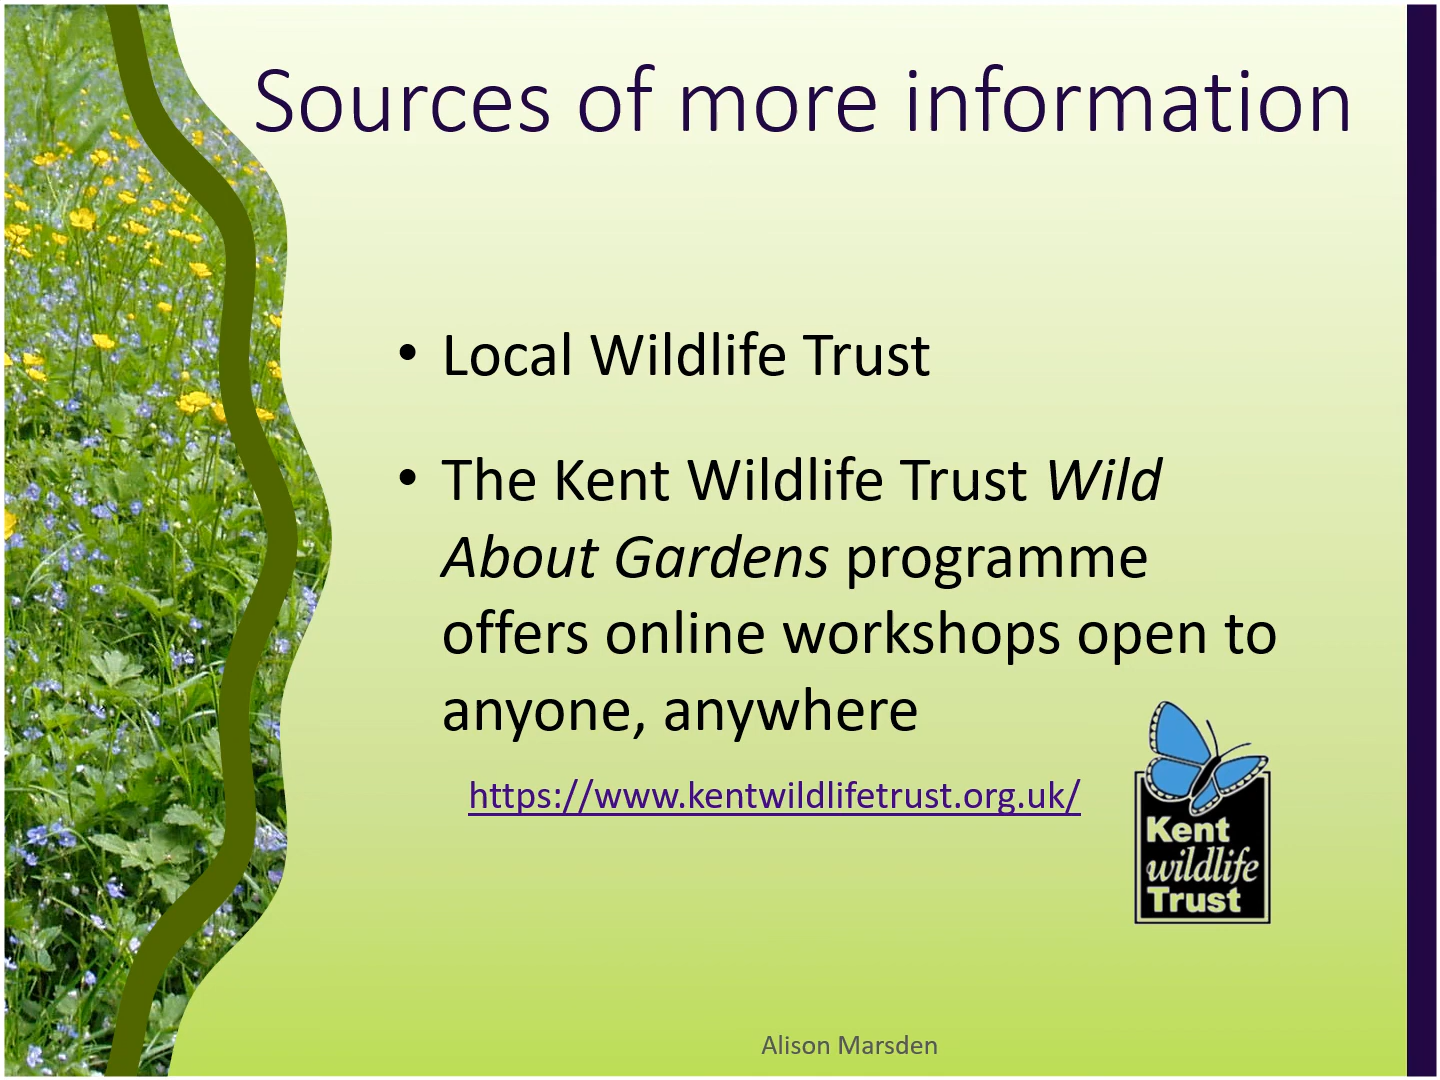 Sources of more information
• Local Wildlife Trust
• The Kent Wildlife Trust Wild
About Gardens programme
offers online workshops open to
anyone, anywhere
https://www.kentwildlifetrust.org.uk/
Kent
wildlife
Trust
Alison Marsden